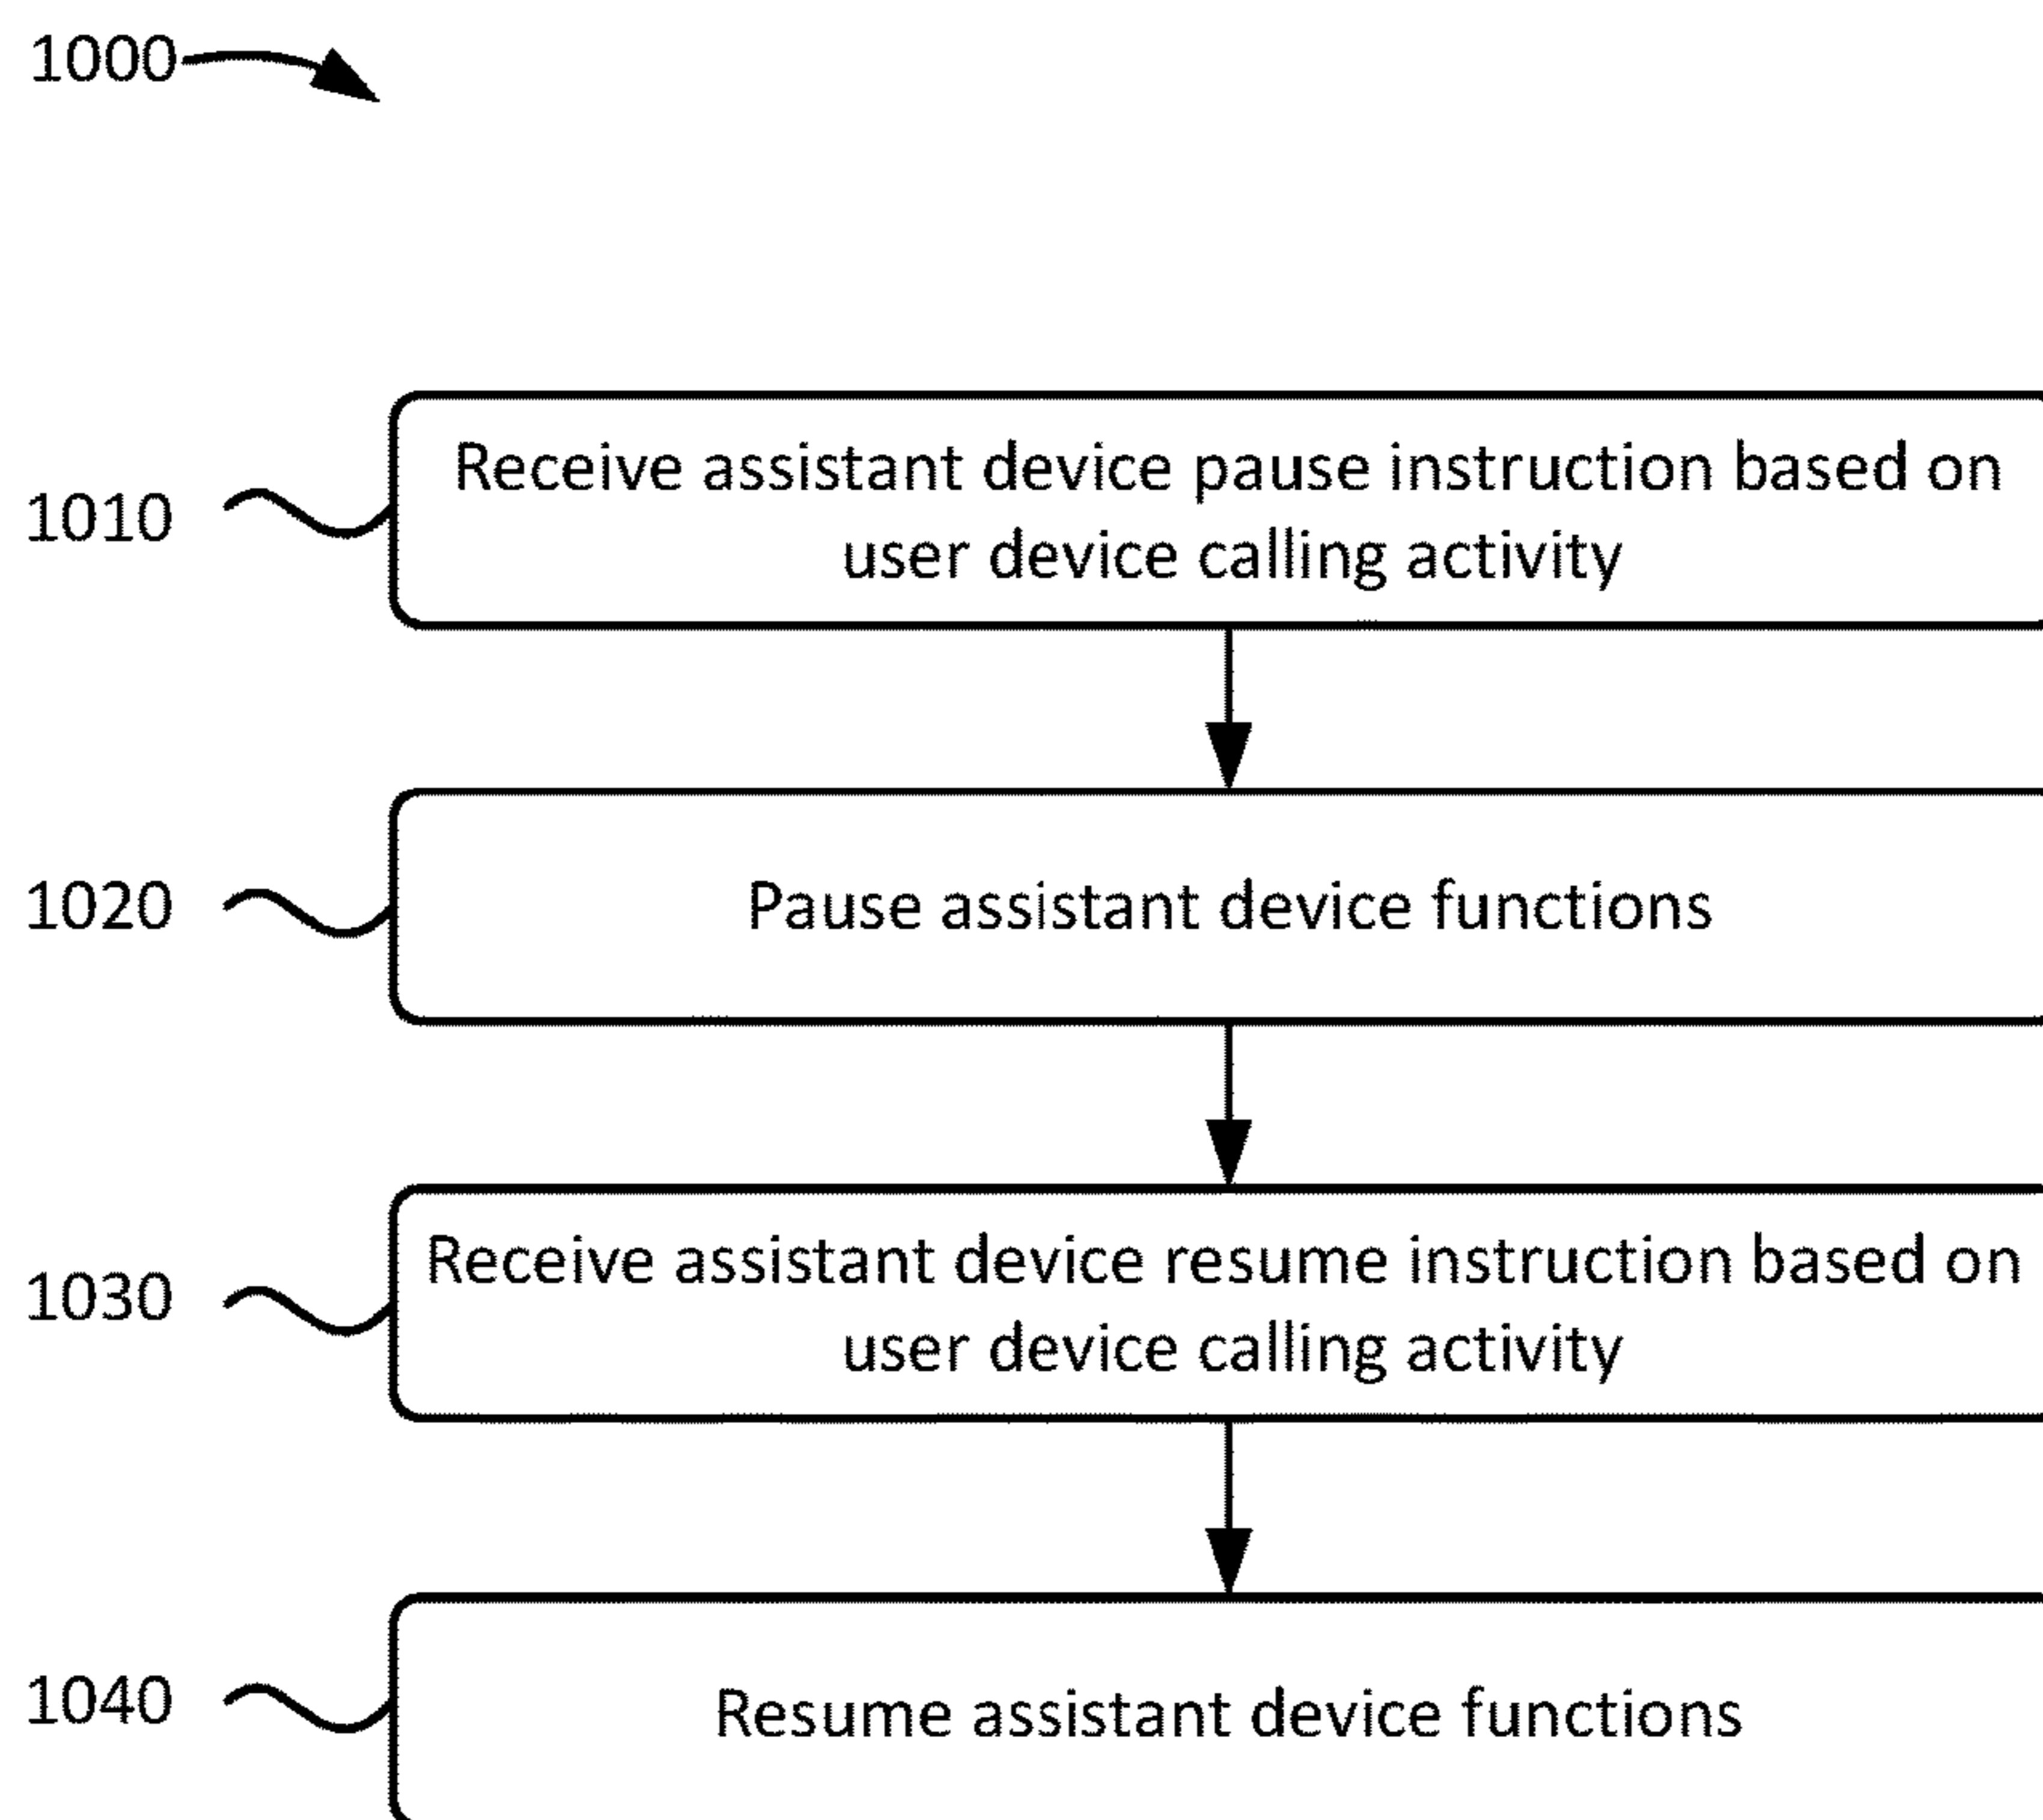 1000
1010
Receive assistant device pause instruction based on
user device calling activity
1020
Pause assistant device functions
1030
Receive assistant device resume instruction based on
user device calling activity
1040
Resume assistant device functions